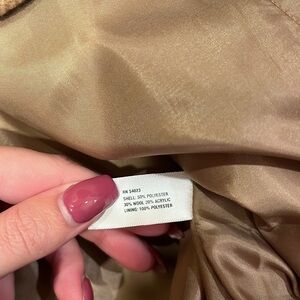 RN 54023
SHELL: 50% POLYESTER
30% WOOL 20% ACRYLIC
LINING: 100% POLYESTER